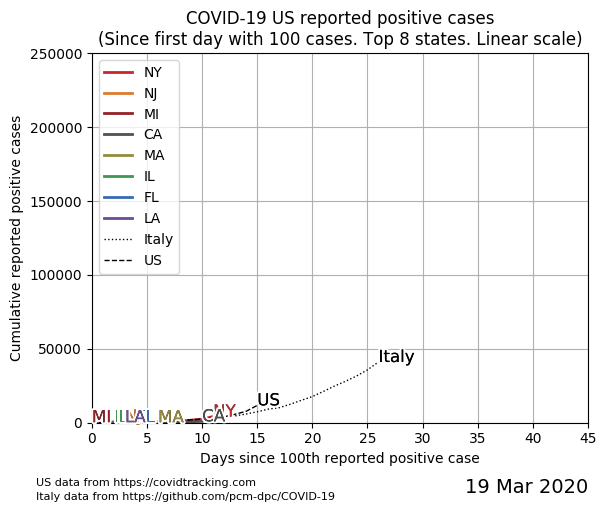 COVID-19 US reported positive cases
(Since first day with 100 cases. Top 8 states. Linear scale)
Cumulative reported positive cases
250000
200000
150000
100000
50000
0
NY
NJ
MI
CA
MA
IL
FL
LA
Italy
US
Italy
US
NY
CA
MA
LA
MI
0 5 10 15 20 25 30 35 40 45
Days since 100th reported positive case
US data from https://covidtracking.com
Italy data from https://github.com/pcm-dpc/COVID-19
19 Mar 2020